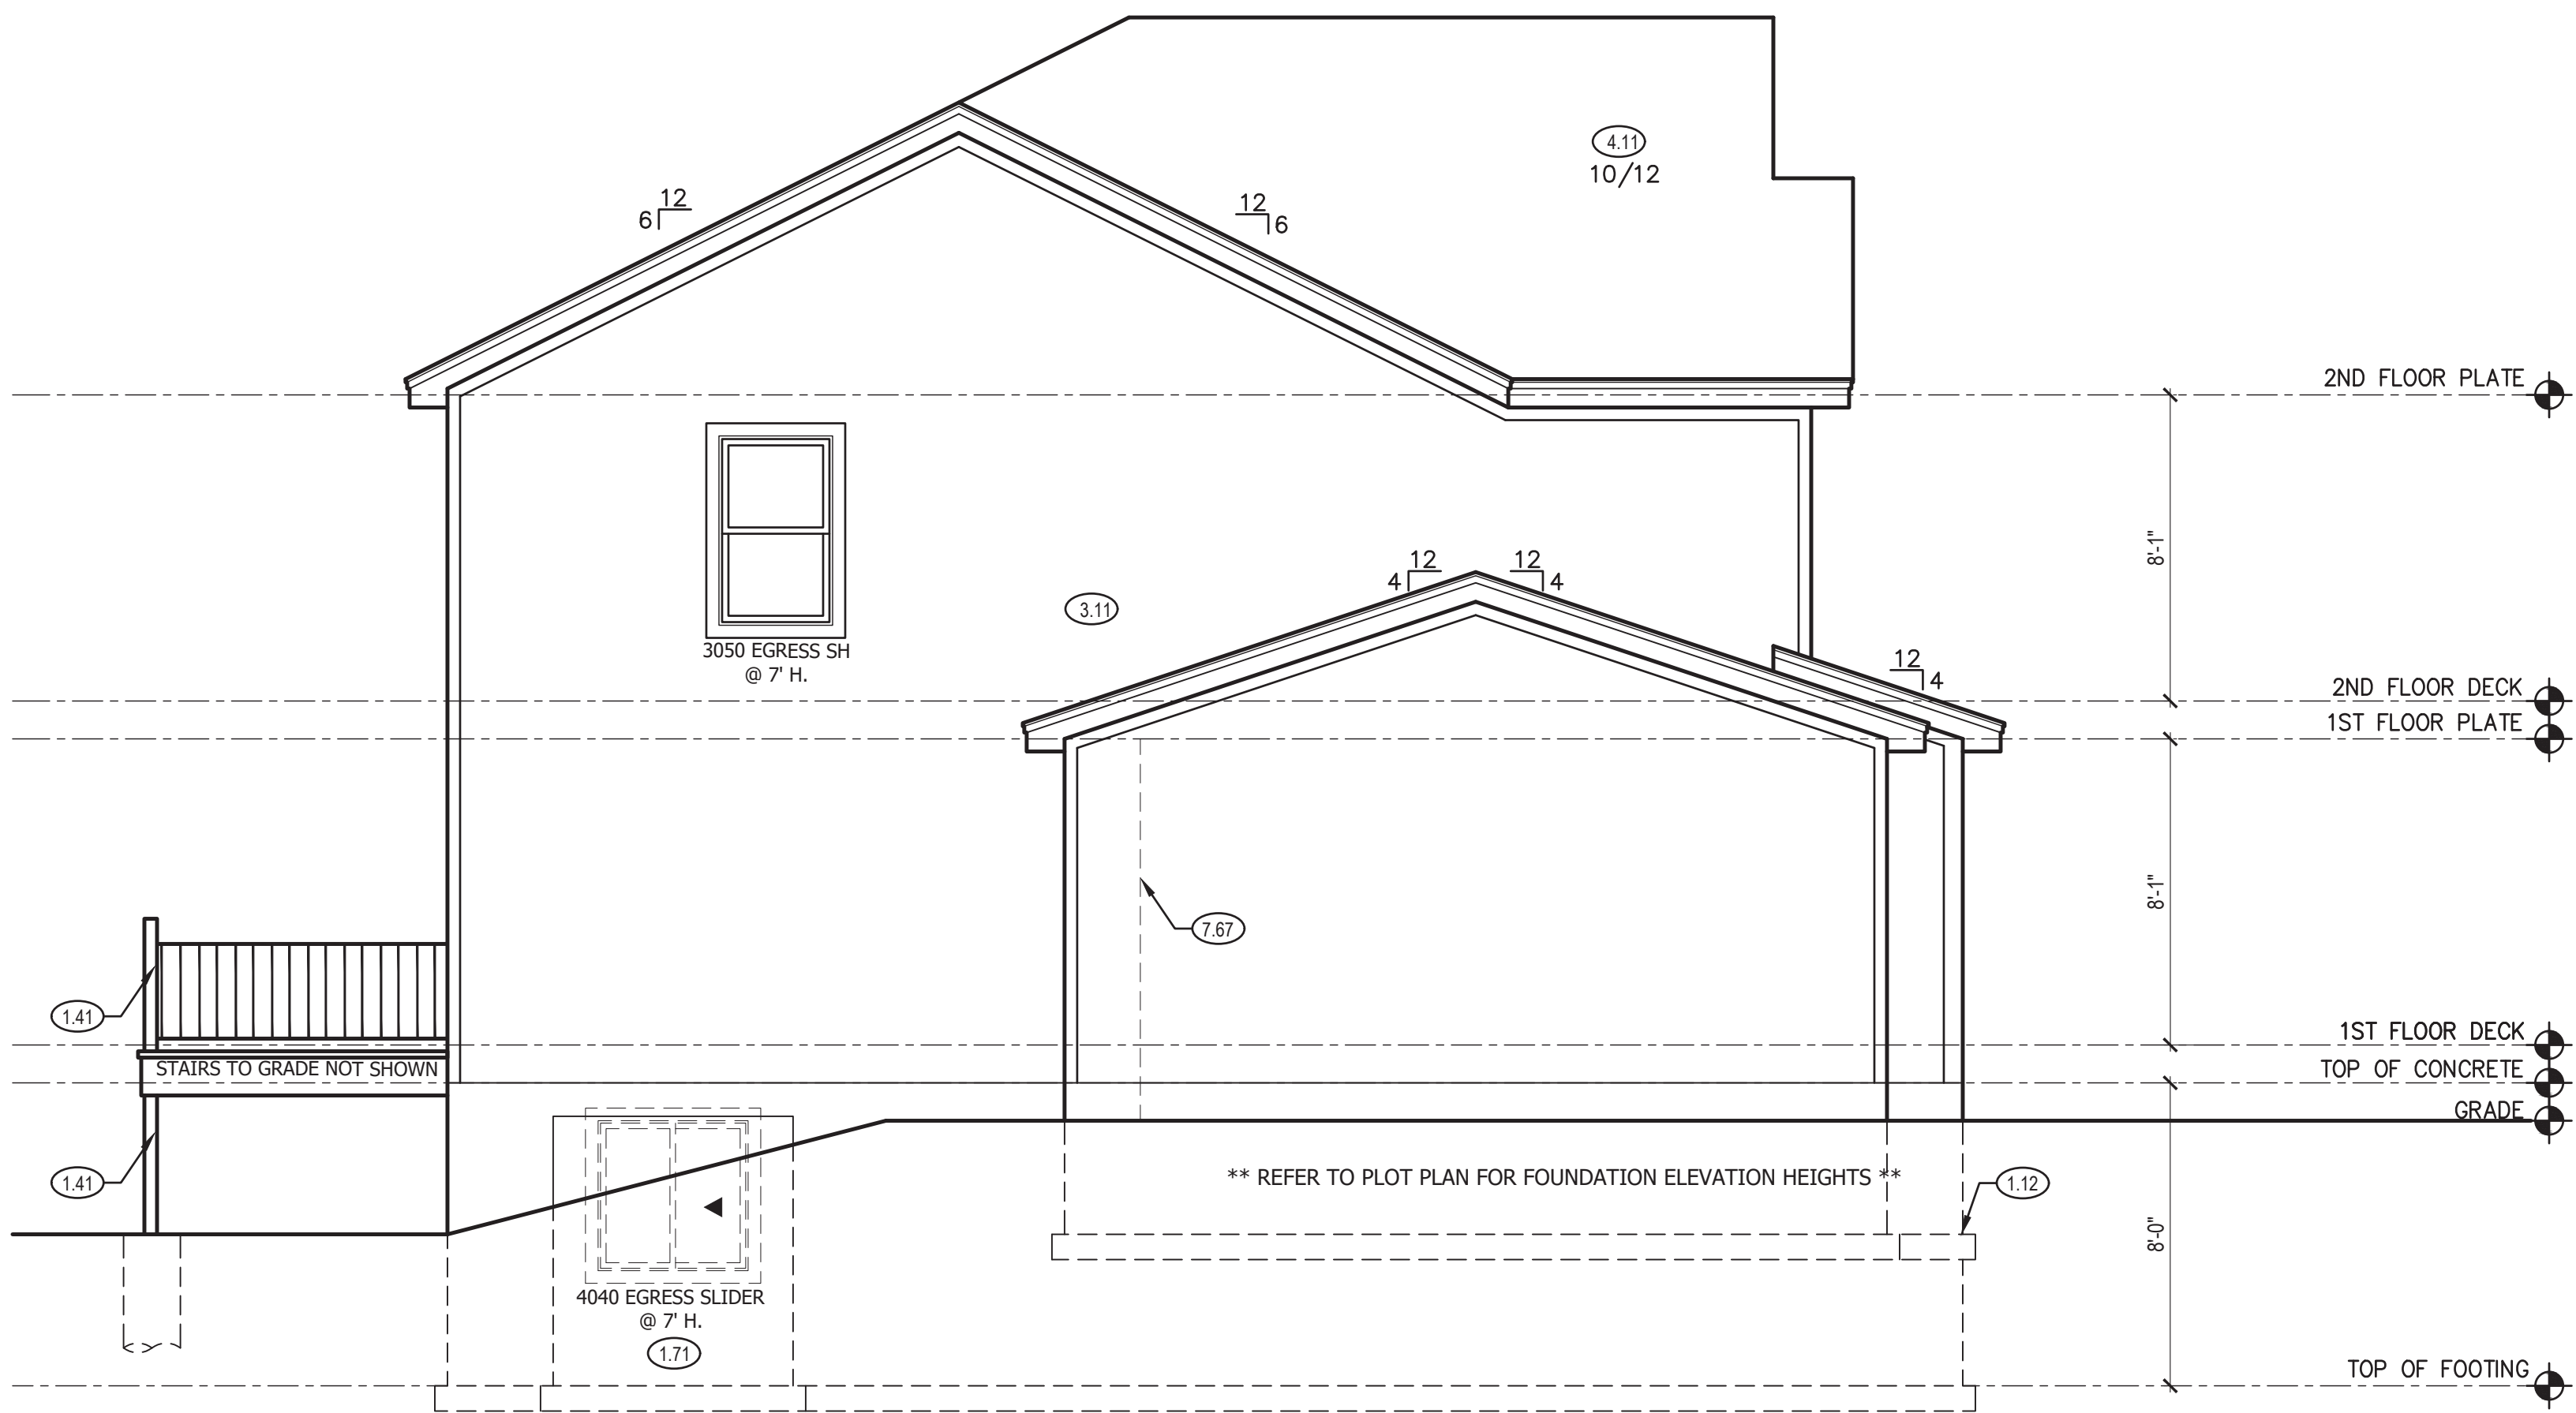 4.11
10/12
12
6
12
6
2ND FLOOR PLATE
8'-1"
12
4
12
4
3.11
3050 EGRESS SH
@ 7' H.
12
4
2ND FLOOR DECK
1ST FLOOR PLATE
8'-1"
7.67
1.41
1ST FLOOR DECK
STAIRS TO GRADE NOT SHOWN
TOP OF CONCRETE
GRADE
** REFER TO PLOT PLAN FOR FOUNDATION ELEVATION HEIGHTS **
1.41
1.12
8'-0"
4040 EGRESS SLIDER
@ 7' H.
1.71
TOP OF FOOTING